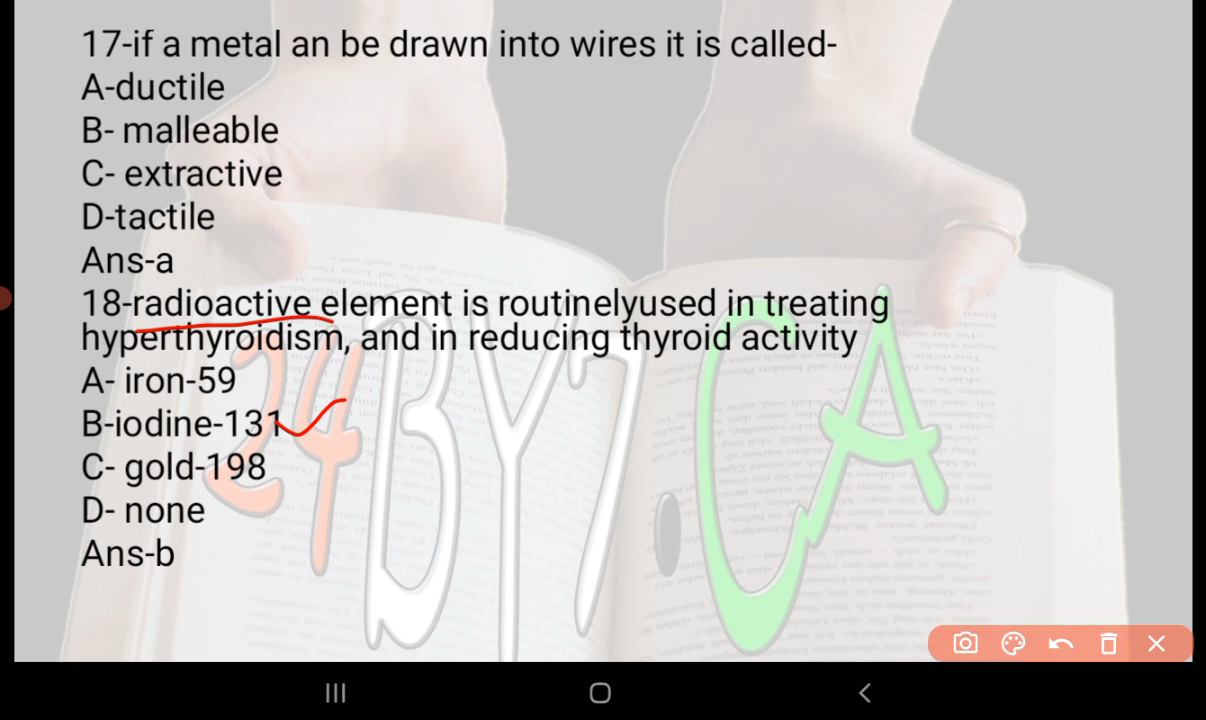 17-if a metal an be drawn into wires it is called-
A-ductile
B- malleable
C- extractive
D-tactile
Ans-a
18-radioactive element is routinelyused in treating
hyperthyroidism, and in reducing thyroid activity
A- iron-59
B-iodine-131
C- gold-198
D- none
Ans-b
24BY7.CA